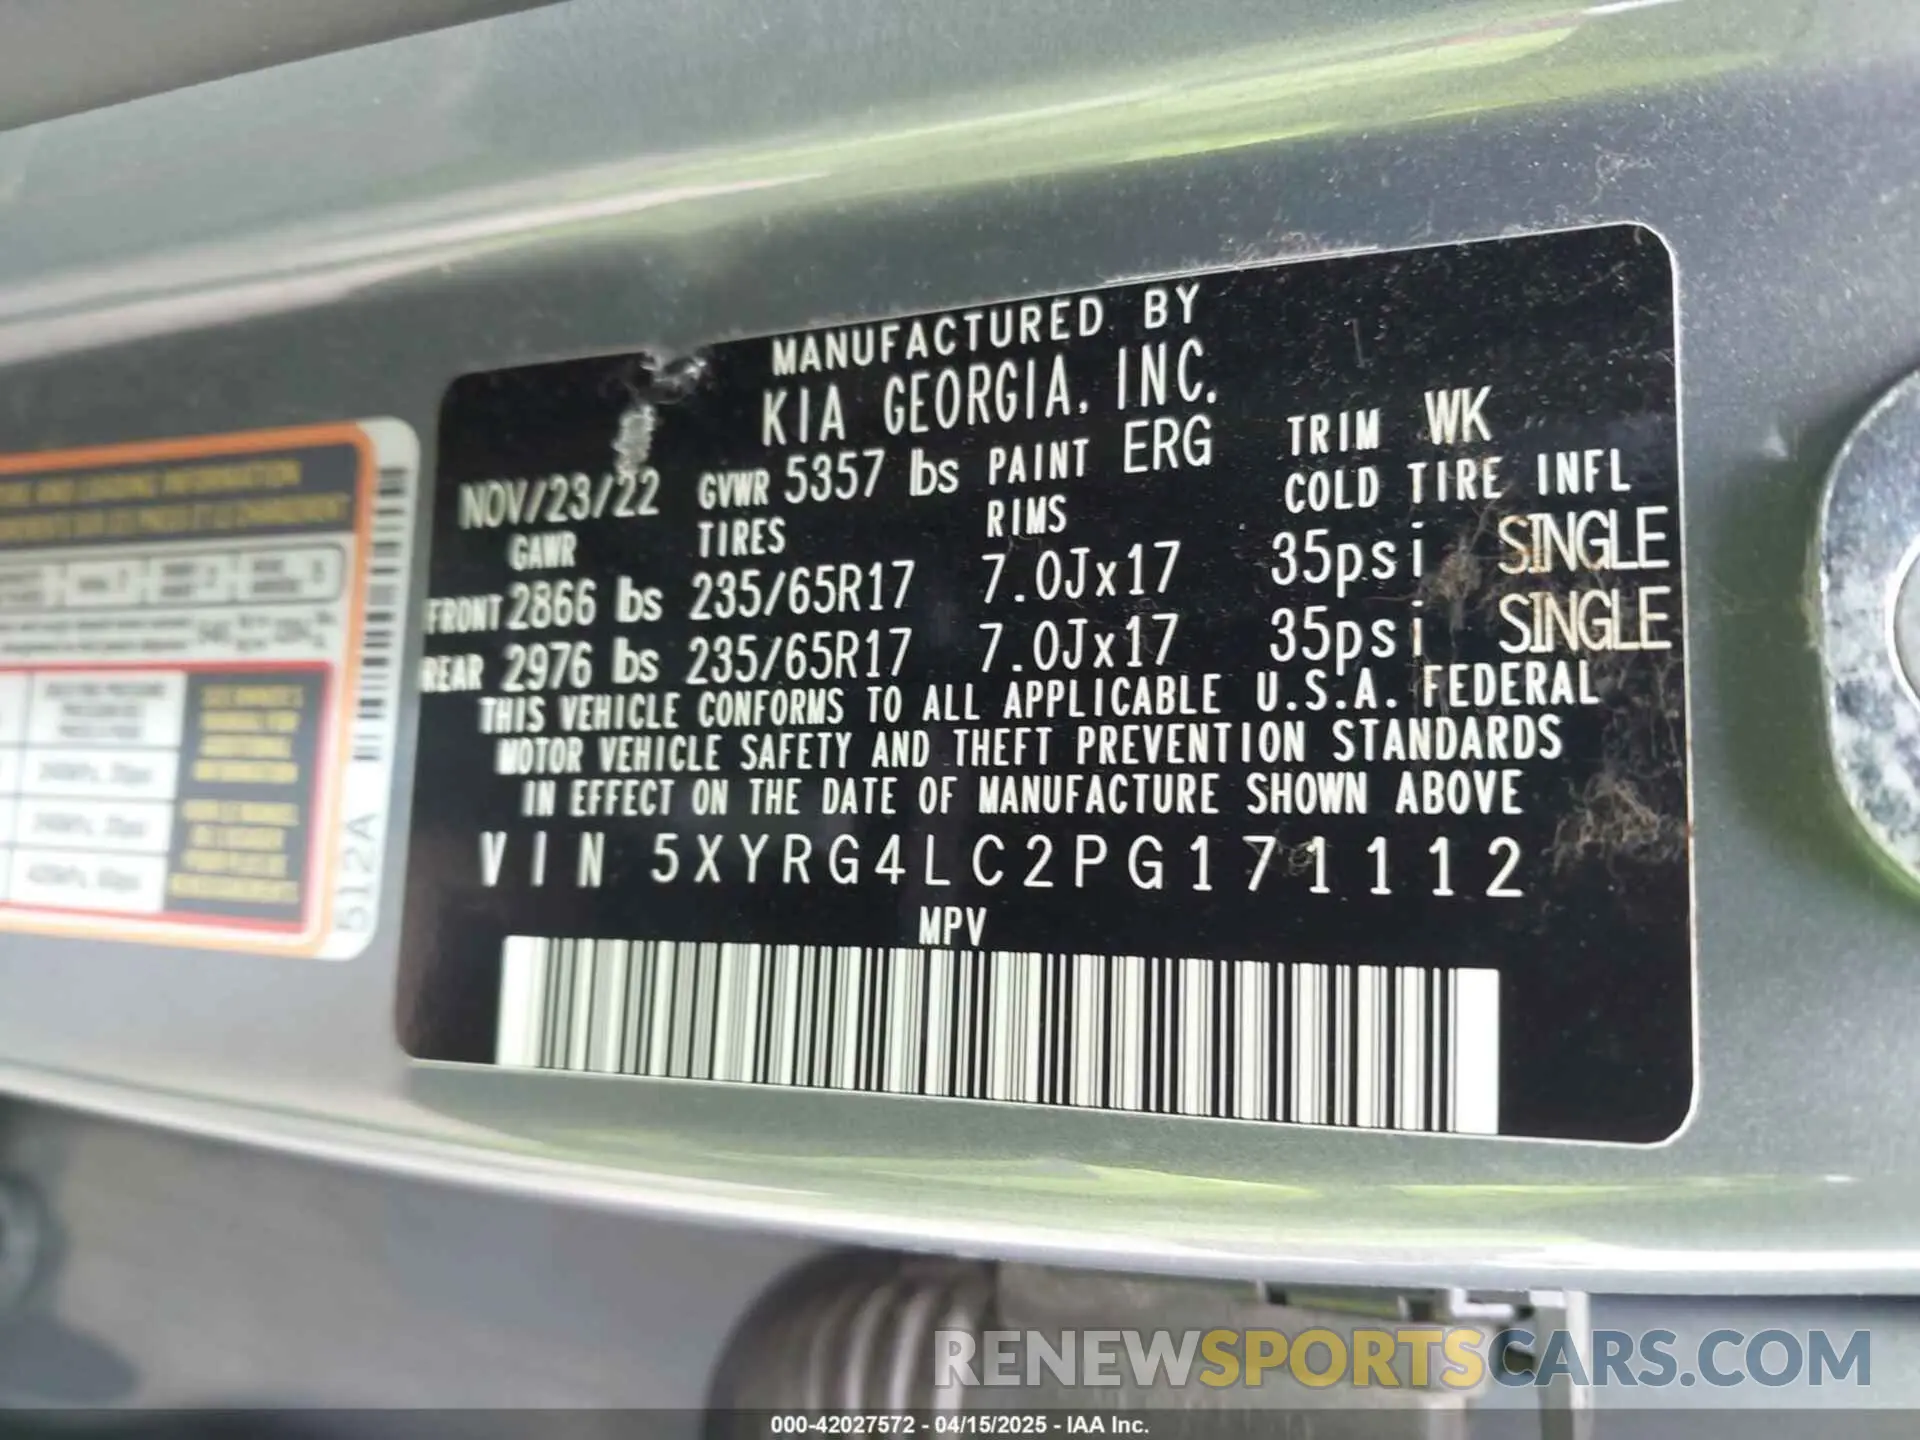 MANUFACTURED BY
KIA GEORGIA, INC.
NOV/23/22 GVWR 5357 lbs PAINT ERG TRIM WK
GAWR TIRES RIMS COLD TIRE INFL
FRONT 2866 lbs 235/65R17 7.0Jx17 35psi SINGLE
REAR 2976 lbs 235/65R17 7.0Jx17 35psi SINGLE
THIS VEHICLE CONFORMS TO ALL APPLICABLE U.S.A. FEDERAL
MOTOR VEHICLE SAFETY AND THEFT PREVENTION STANDARDS
IN EFFECT ON THE DATE OF MANUFACTURE SHOWN ABOVE
VIN 5XYRG4LC2PG171112
MPV
512A
RENEWSPORTSCARS.COM
000-42027572 - 04/15/2025 - IAA Inc.